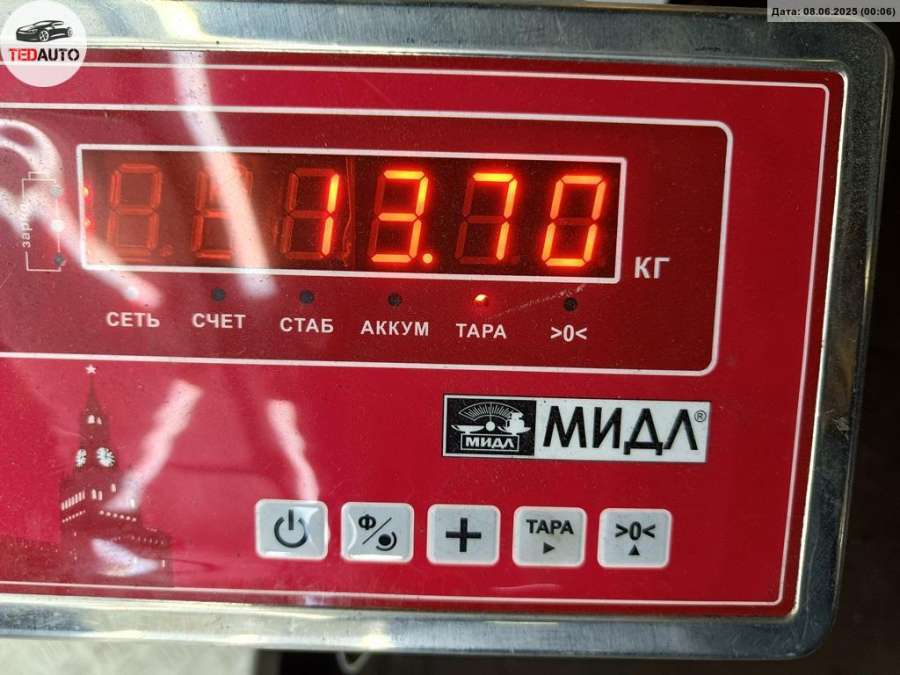 Дата: 08.06.2025 (00:06)
TEDAUTO
13.70
КГ
СЕТЬ СЧЕТ СТАБ АККУМ ТАРА >0<
МИДЛ МИДЛ®
Ф ТАРА >0<